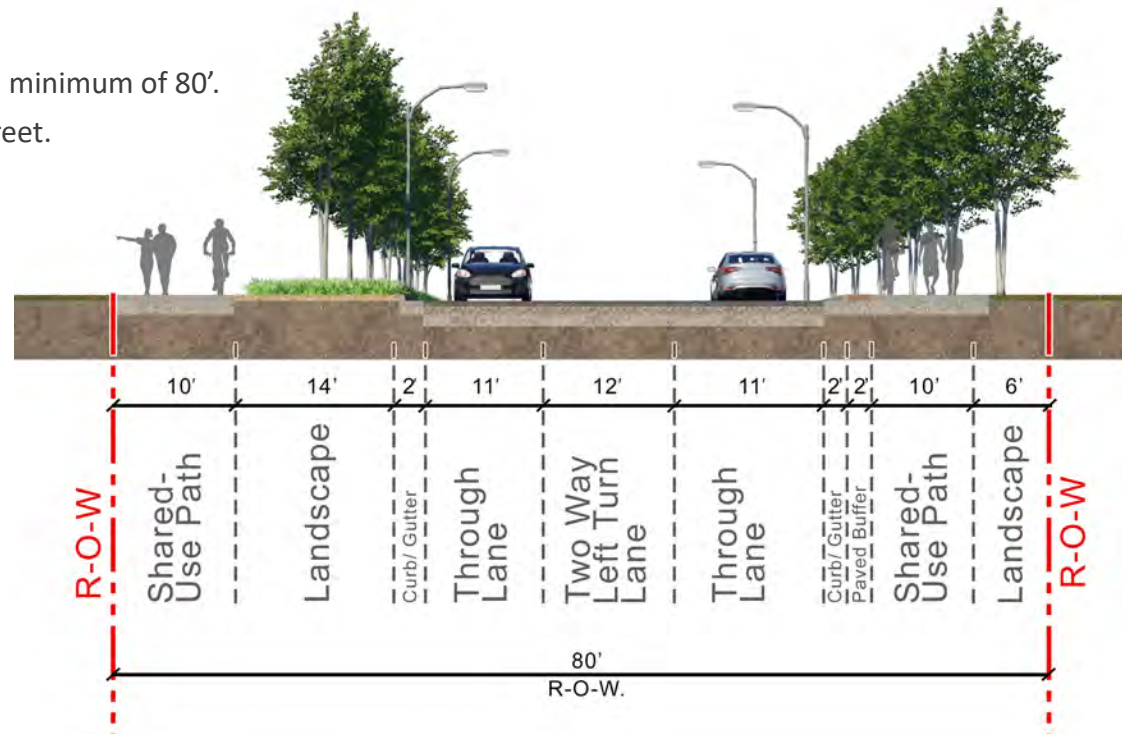 minimum of 80’.
reet.
10’ 14’ 2’ 11’ 12’ 11’ 2’ 2’ 10’ 6’
R-O-W
Shared-
Use Path
Landscape
Curb/ Gutter
Through
Lane
Two Way
Left Turn
Lane
Through
Lane
Curb/ Gutter
Paved Buffer
Shared-
Use Path
Landscape
R-O-W
80’
R-O-W.